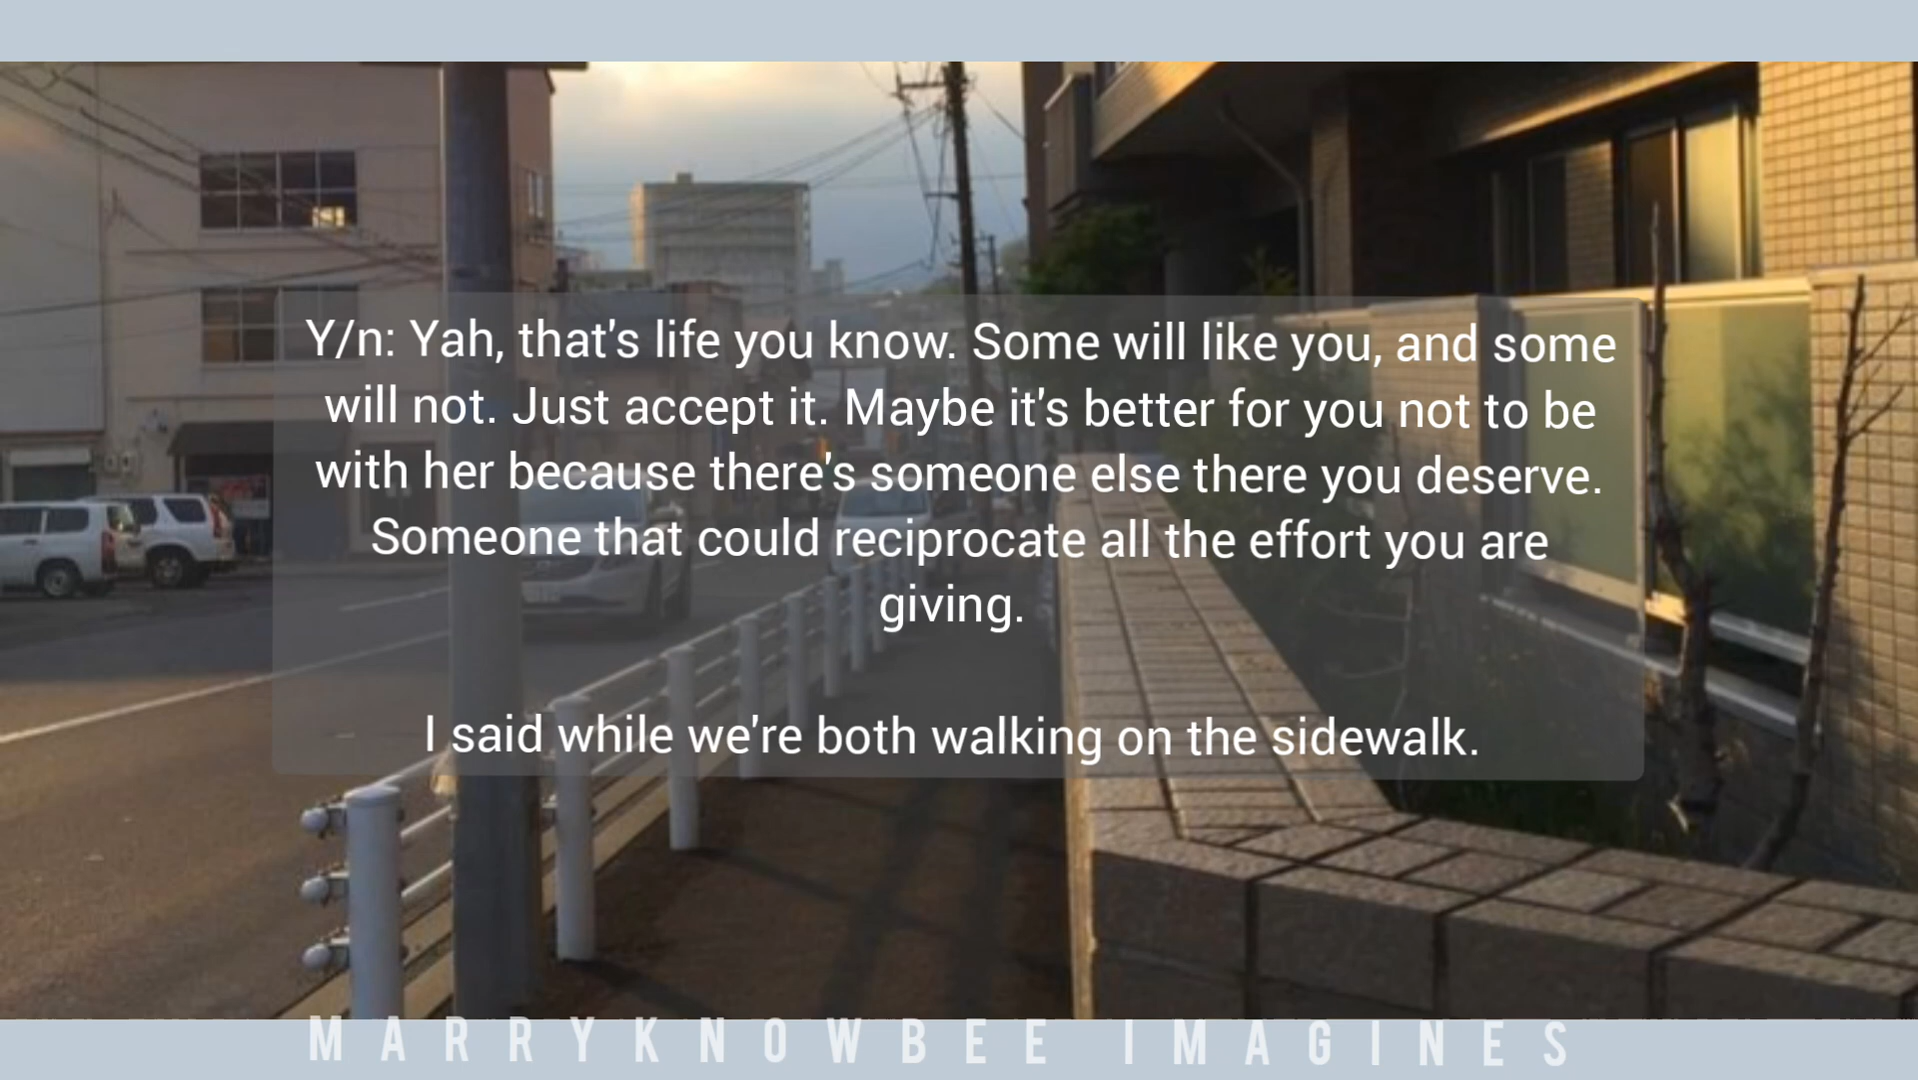 Y/n: Yah, that's life you know. Some will like you, and some
will not. Just accept it. Maybe it's better for you not to be
with her because there's someone else there you deserve.
Someone that could reciprocate all the effort you are
giving.
I said while we're both walking on the sidewalk.
MARRYKNOWBEE IMAGINES